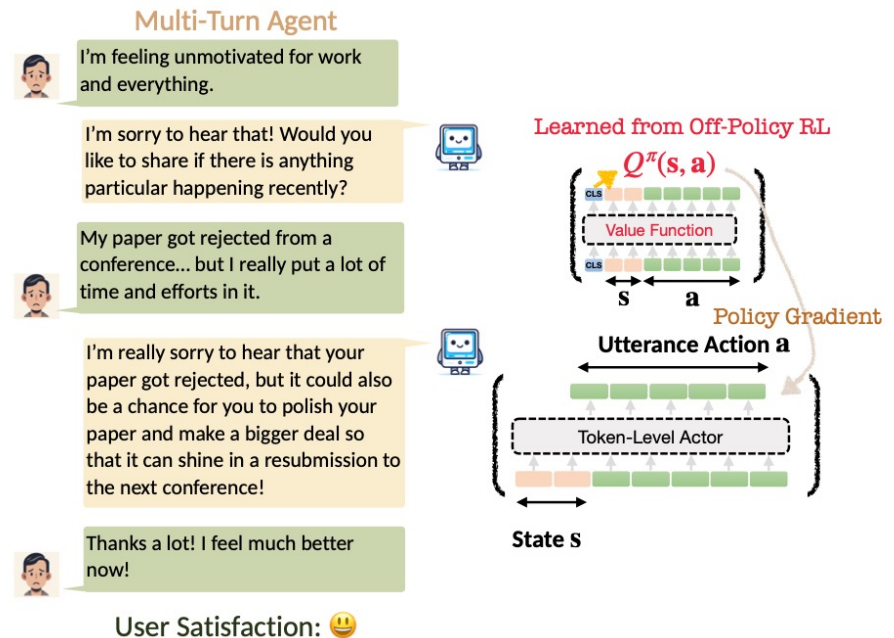 Multi-Turn Agent
I'm feeling unmotivated for work
and everything.
I'm sorry to hear that! Would you
like to share if there is anything
particular happening recently?
My paper got rejected from a
conference... but I really put a lot of
time and efforts in it.
I'm really sorry to hear that your
paper got rejected, but it could also
be a chance for you to polish your
paper and make a bigger deal so
that it can shine in a resubmission to
the next conference!
Thanks a lot! I feel much better
now!
User Satisfaction: 😃
Learned from Off-Policy RL
Qπ(s, a)
CLS
Value Function
CLS
s a
Policy Gradient
Utterance Action a
Token-Level Actor
State s